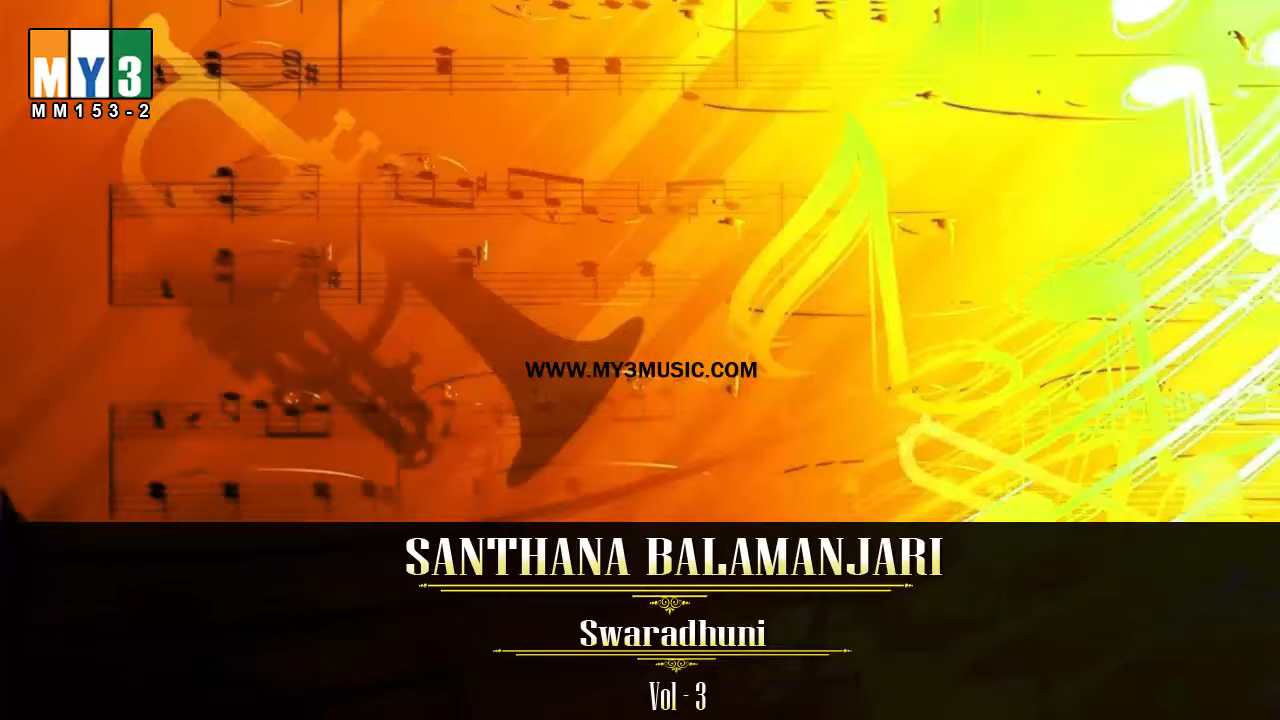 MY3
MM153-2
WWW.MY3MUSIC.COM
SANTHANA BALAMANJARI
Swaradhuni
Vol - 3